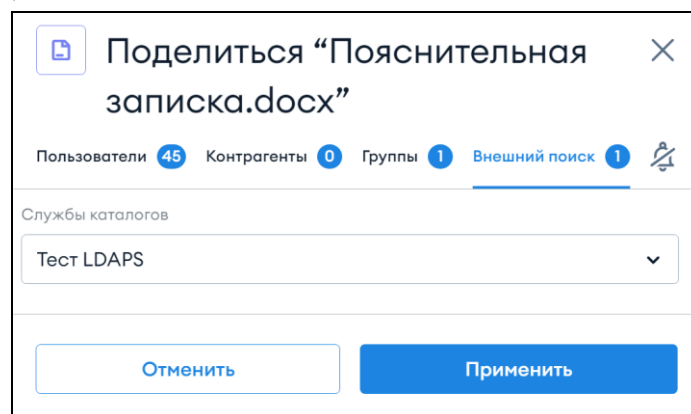 Поделиться “Пояснительная
записка.docx”
Пользователи 45 Контрагенты 0 Группы 1 Внешний поиск 1
Службы каталогов
Тест LDAPS
Отменить Применить